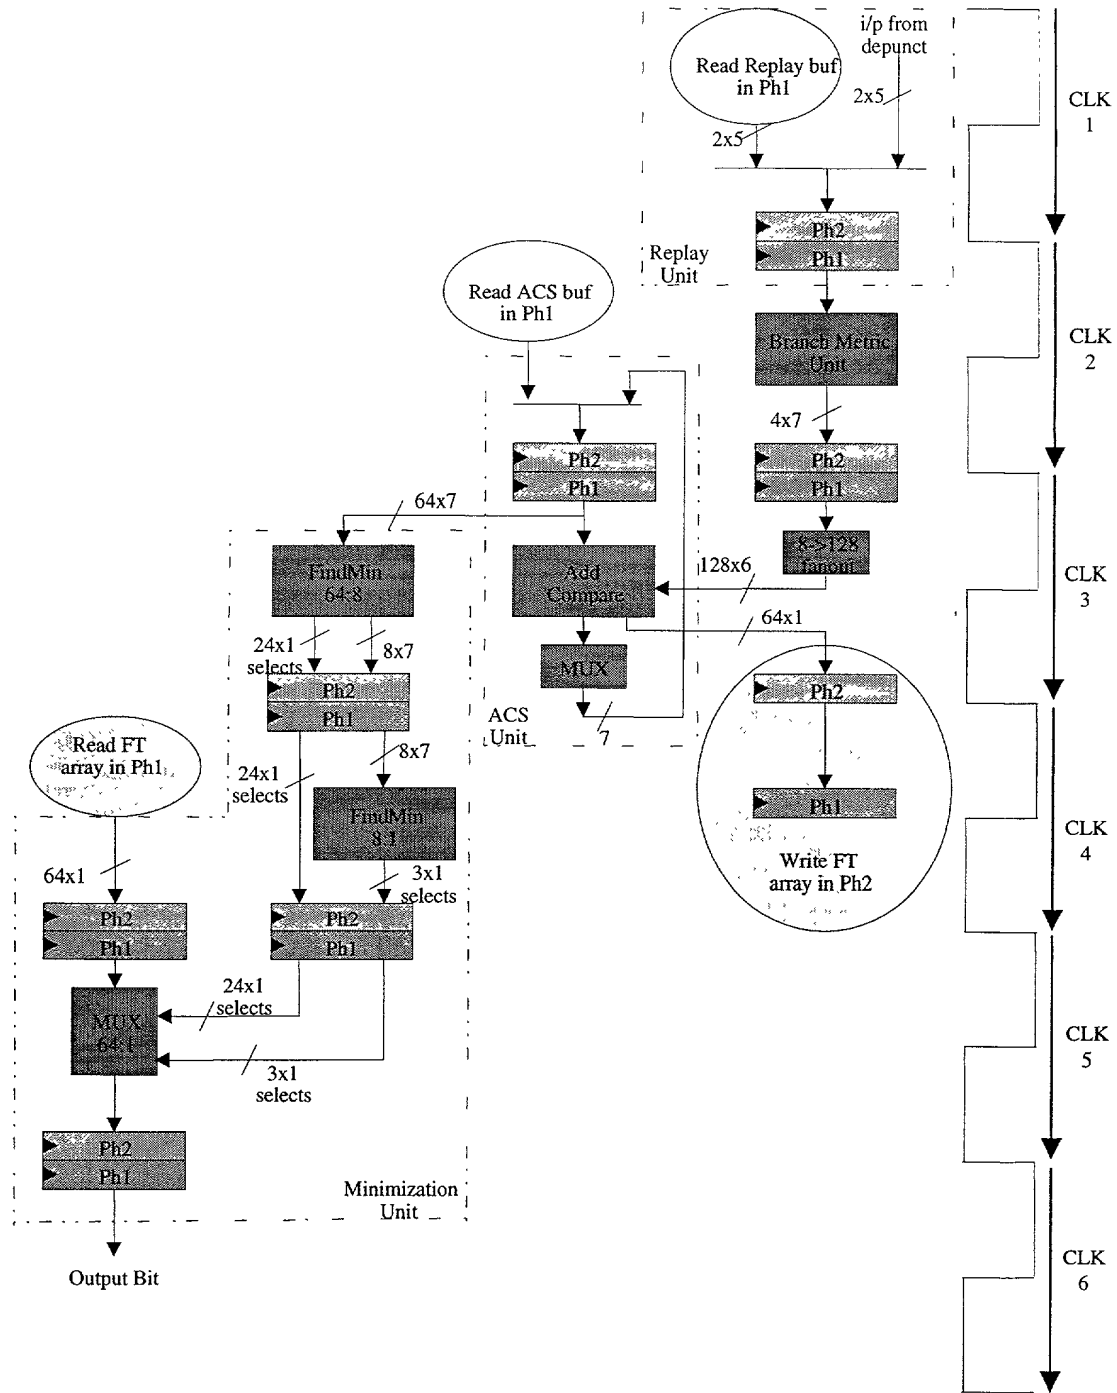 i/p from
depunct
Read Replay buf
in Ph1
2x5
2x5
CLK
1
Ph2
Ph1
Replay
Unit
Read ACS buf
in Ph1
Branch Metric
Unit
CLK
2
4x7
Ph2
Ph1
Ph2
Ph1
64x7
8->128
fanout
FindMin
64:8
Add
Compare
128x6
CLK
3
64x1
24x1
selects
8x7
MUX
Ph2
Ph1
Ph2
ACS
Unit
7
Read FT
array in Ph1
8x7
24x1
selects
Ph1
FindMin
8:1
CLK
4
Write FT
array in Ph2
64x1
3x1
selects
Ph2
Ph1
Ph2
Ph1
24x1
selects
MUX
64:1
CLK
5
3x1
selects
Ph2
Ph1
Minimization
Unit
CLK
6
Output Bit